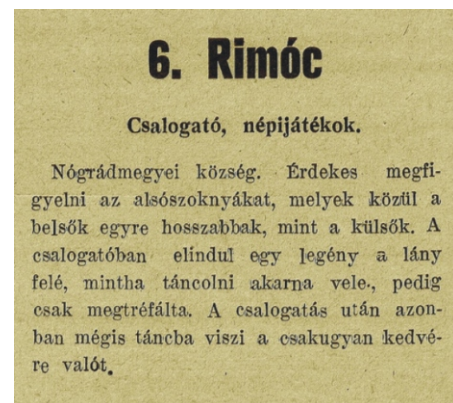 6. Rimóc
Csalogató, népijátékok.
Nógrádmegyei község. Érdekes megfi-
gyelni az alsószoknyákat, melyek közül a
belsők egyre hosszabbak, mint a külsők. A
csalogatóban elindul egy legény a lány
felé, mintha táncolni akarna vele., pedig
csak megtréfálta. A csalogatás után azon-
ban mégis táncba viszi a csakugyan kedvé-
re valót.